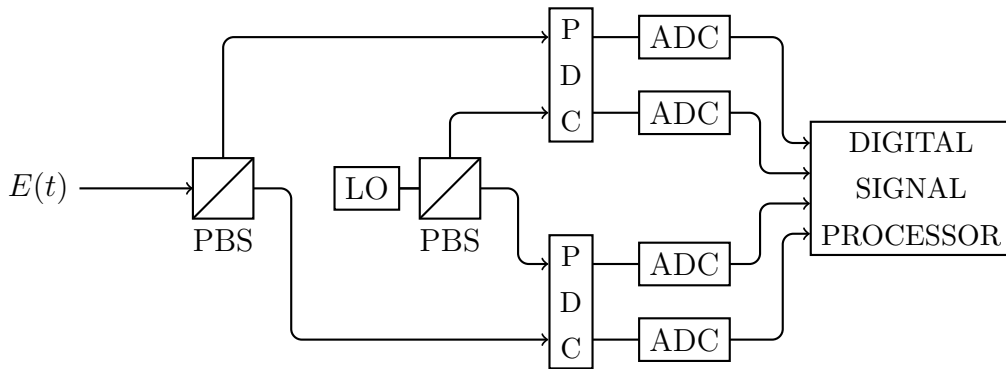 P
D
C
ADC
ADC
E(t)
PBS
LO
PBS
P
D
C
ADC
ADC
DIGITAL
SIGNAL
PROCESSOR